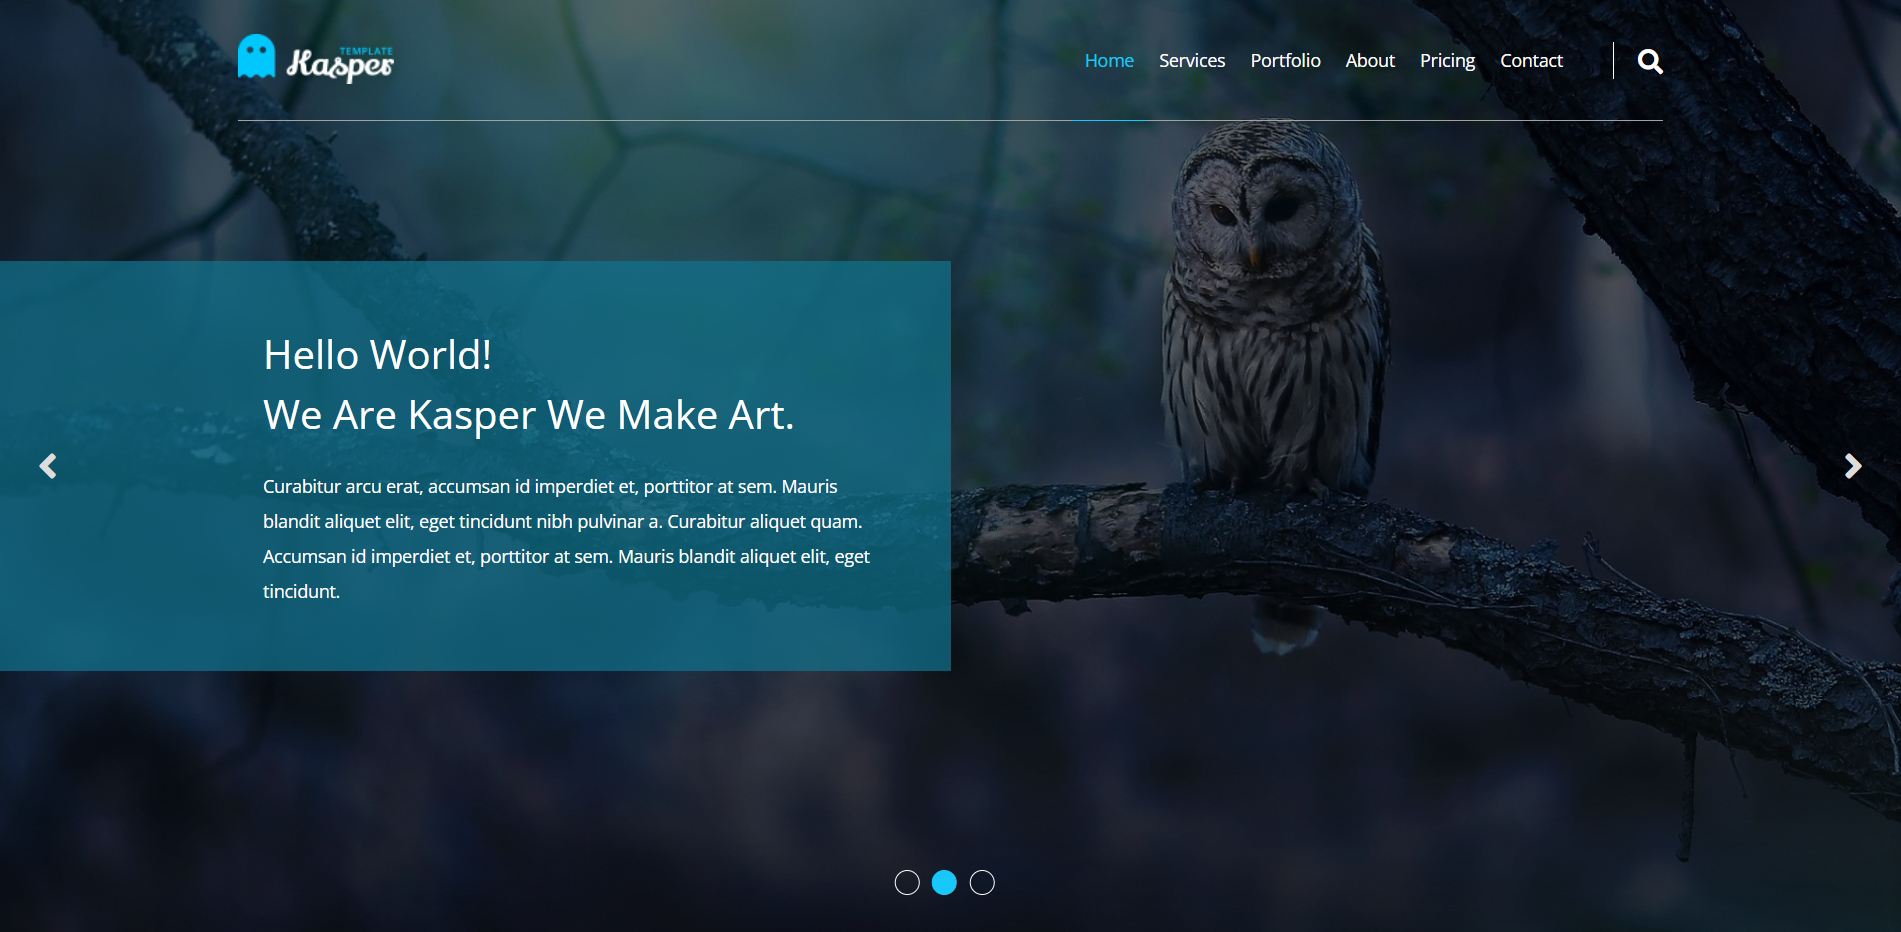 TEMPLATE
Kasper
Home Services Portfolio About Pricing Contact
Hello World!
We Are Kasper We Make Art.
Curabitur arcu erat, accumsan id imperdiet et, porttitor at sem. Mauris
blandit aliquet elit, eget tincidunt nibh pulvinar a. Curabitur aliquet quam.
Accumsan id imperdiet et, porttitor at sem. Mauris blandit aliquet elit, eget
tincidunt.